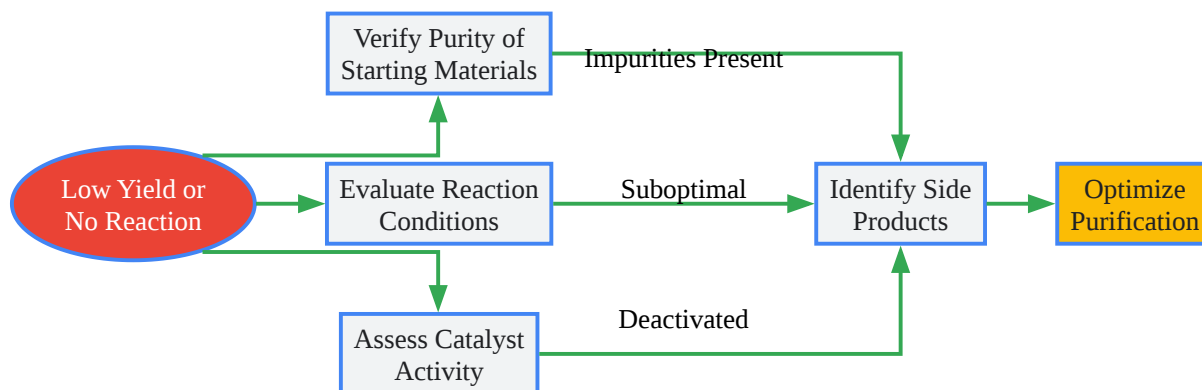 Verify Purity of
Starting Materials
Impurities Present
Low Yield or
No Reaction
Evaluate Reaction
Conditions
Suboptimal
Identify Side
Products
Optimize
Purification
Deactivated
Assess Catalyst
Activity